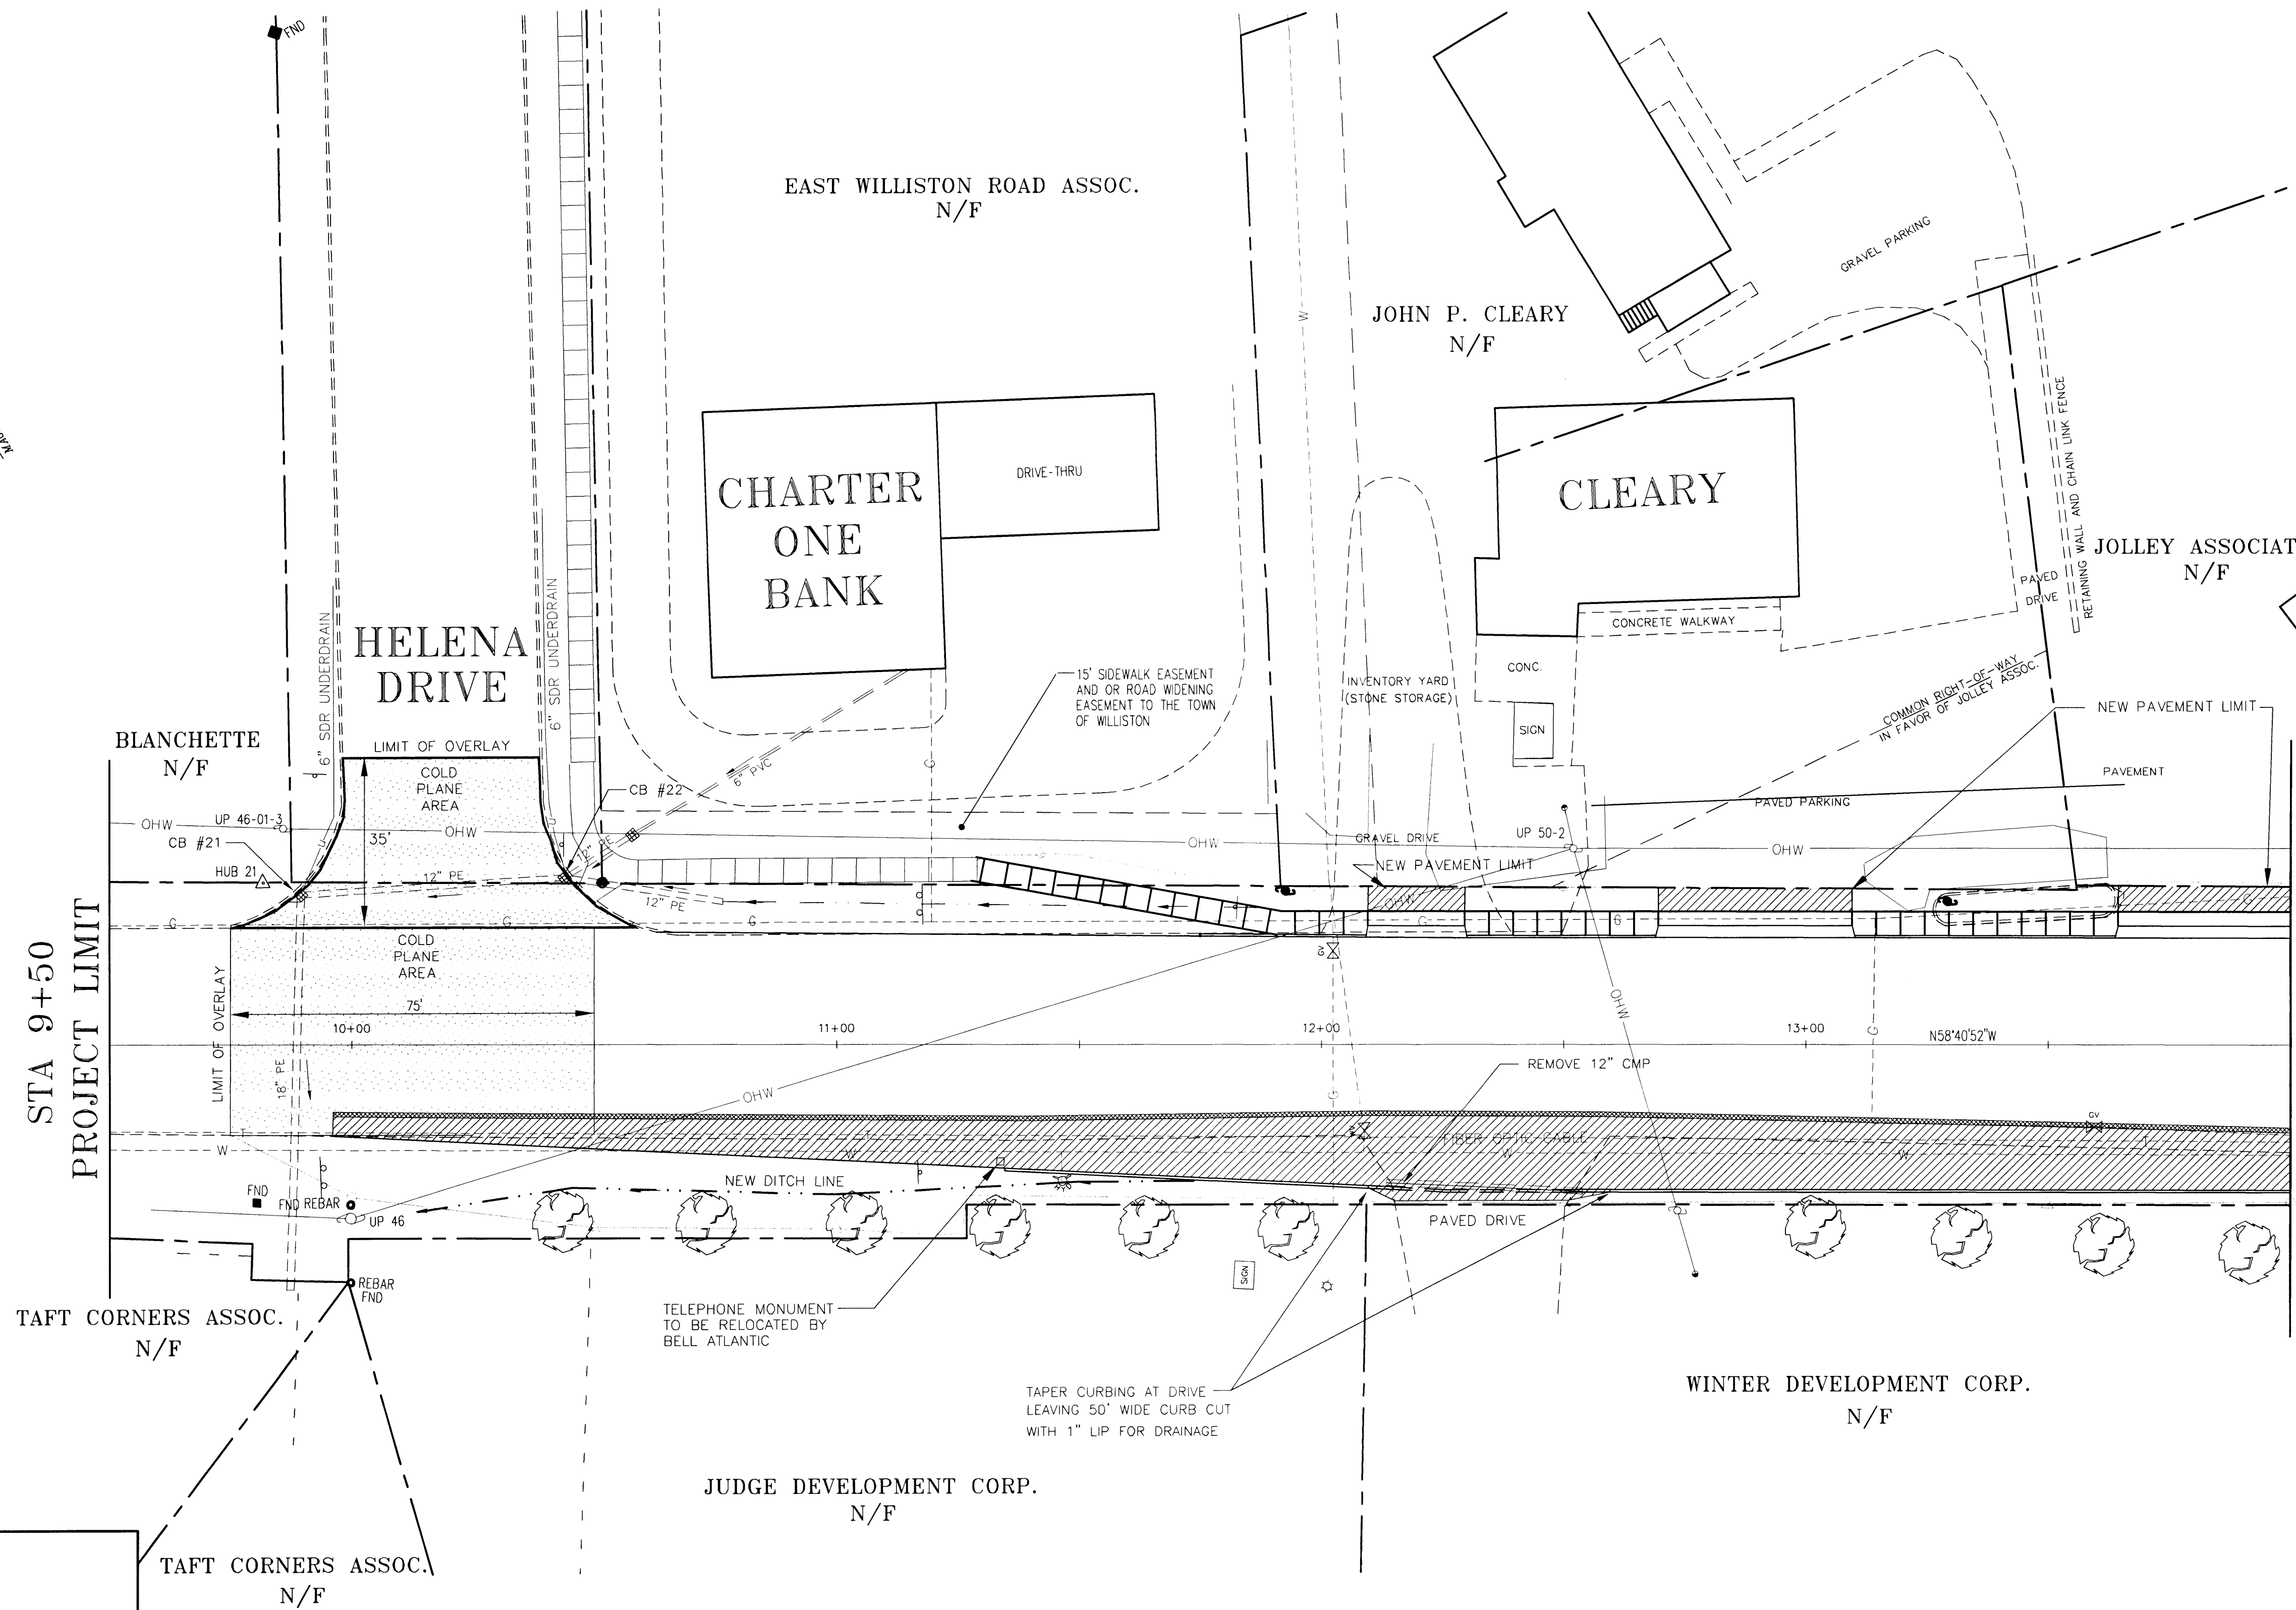 FND
EAST WILLISTON ROAD ASSOC.
N/F
GRAVEL PARKING
W
JOHN P. CLEARY
N/F
CHARTER
ONE
BANK
DRIVE-THRU
CLEARY
RETAINING WALL AND CHAIN LINK FENCE
JOLLEY ASSOCIAT
N/F
PAVED
DRIVE
CONCRETE WALKWAY
CONC.
SIGN
6" SDR UNDERDRAIN
HELENA
DRIVE
6" SDR UNDERDRAIN
15' SIDEWALK EASEMENT
AND OR ROAD WIDENING
EASEMENT TO THE TOWN
OF WILLISTON
INVENTORY YARD
(STONE STORAGE)
COMMON RIGHT-OF-WAY
IN FAVOR OF JOLLEY ASSOC.
NEW PAVEMENT LIMIT
BLANCHETTE
N/F
LIMIT OF OVERLAY
COLD
PLANE
AREA
35'
6" PVC
G
CB #22
PAVEMENT
PAVED PARKING
OHW
UP 46-01-3
OHW
CB #21
U
U
12" PE
OHW
GRAVEL DRIVE
UP 50-2
OHW
NEW PAVEMENT LIMIT
HUB 21
12" PE
12" PE
OHW
G
G
G
G
G
G
STA 9+50
PROJECT LIMIT
COLD
PLANE
AREA
75'
LIMIT OF OVERLAY
GV
OHW
10+00
11+00
12+00
13+00
G
N58°40'52"W
18" PE
REMOVE 12" CMP
OHW
G
GV
T
T
FIBER OPTIC CABLE
T
W
W
W
W
NEW DITCH LINE
FND
FND REBAR
UP 46
PAVED DRIVE
SIGN
REBAR
FND
TELEPHONE MONUMENT
TO BE RELOCATED BY
BELL ATLANTIC
TAFT CORNERS ASSOC.
N/F
TAPER CURBING AT DRIVE
LEAVING 50' WIDE CURB CUT
WITH 1" LIP FOR DRAINAGE
WINTER DEVELOPMENT CORP.
N/F
JUDGE DEVELOPMENT CORP.
N/F
TAFT CORNERS ASSOC.
N/F